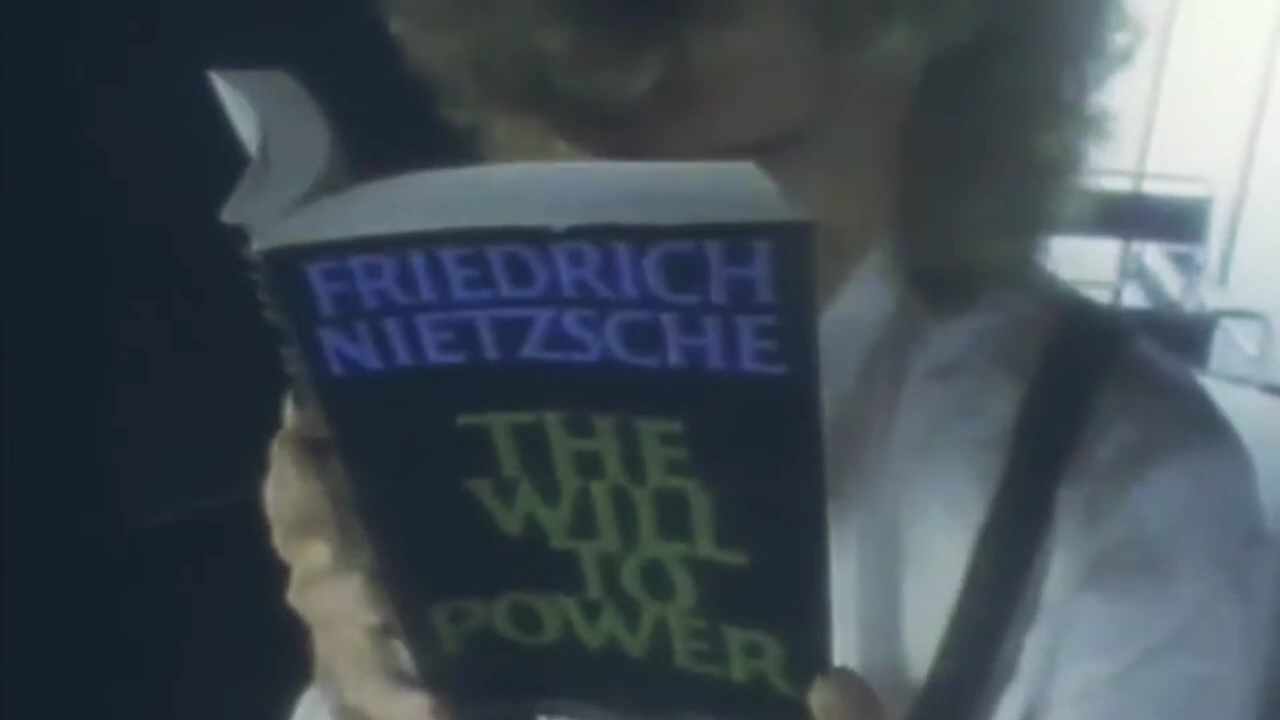 FRIEDRICH
NIETZSCHE
THE
WILL
TO
POWER